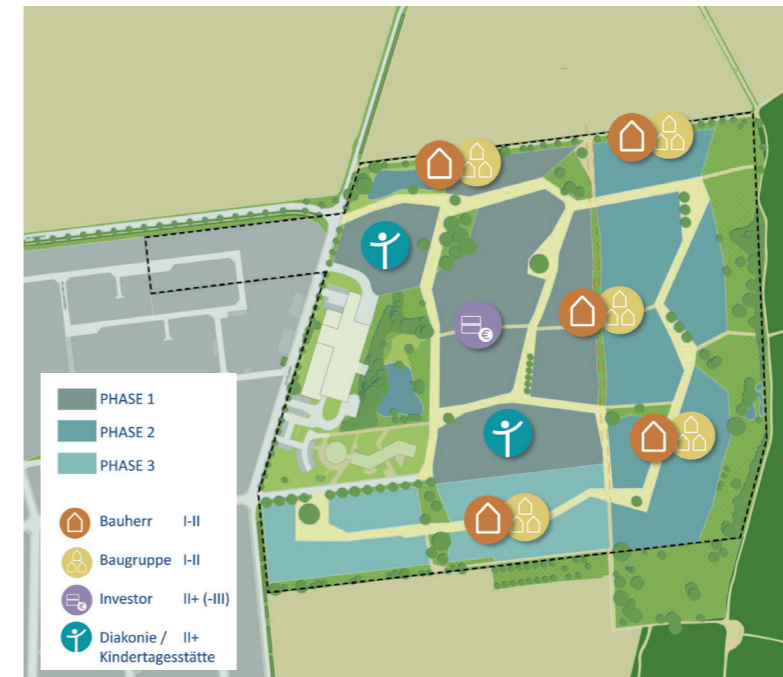 PHASE 1
PHASE 2
PHASE 3
Bauherr I-II
Baugruppe I-II
Investor II+ (-III)
Diakonie / II+
Kindertagesstätte